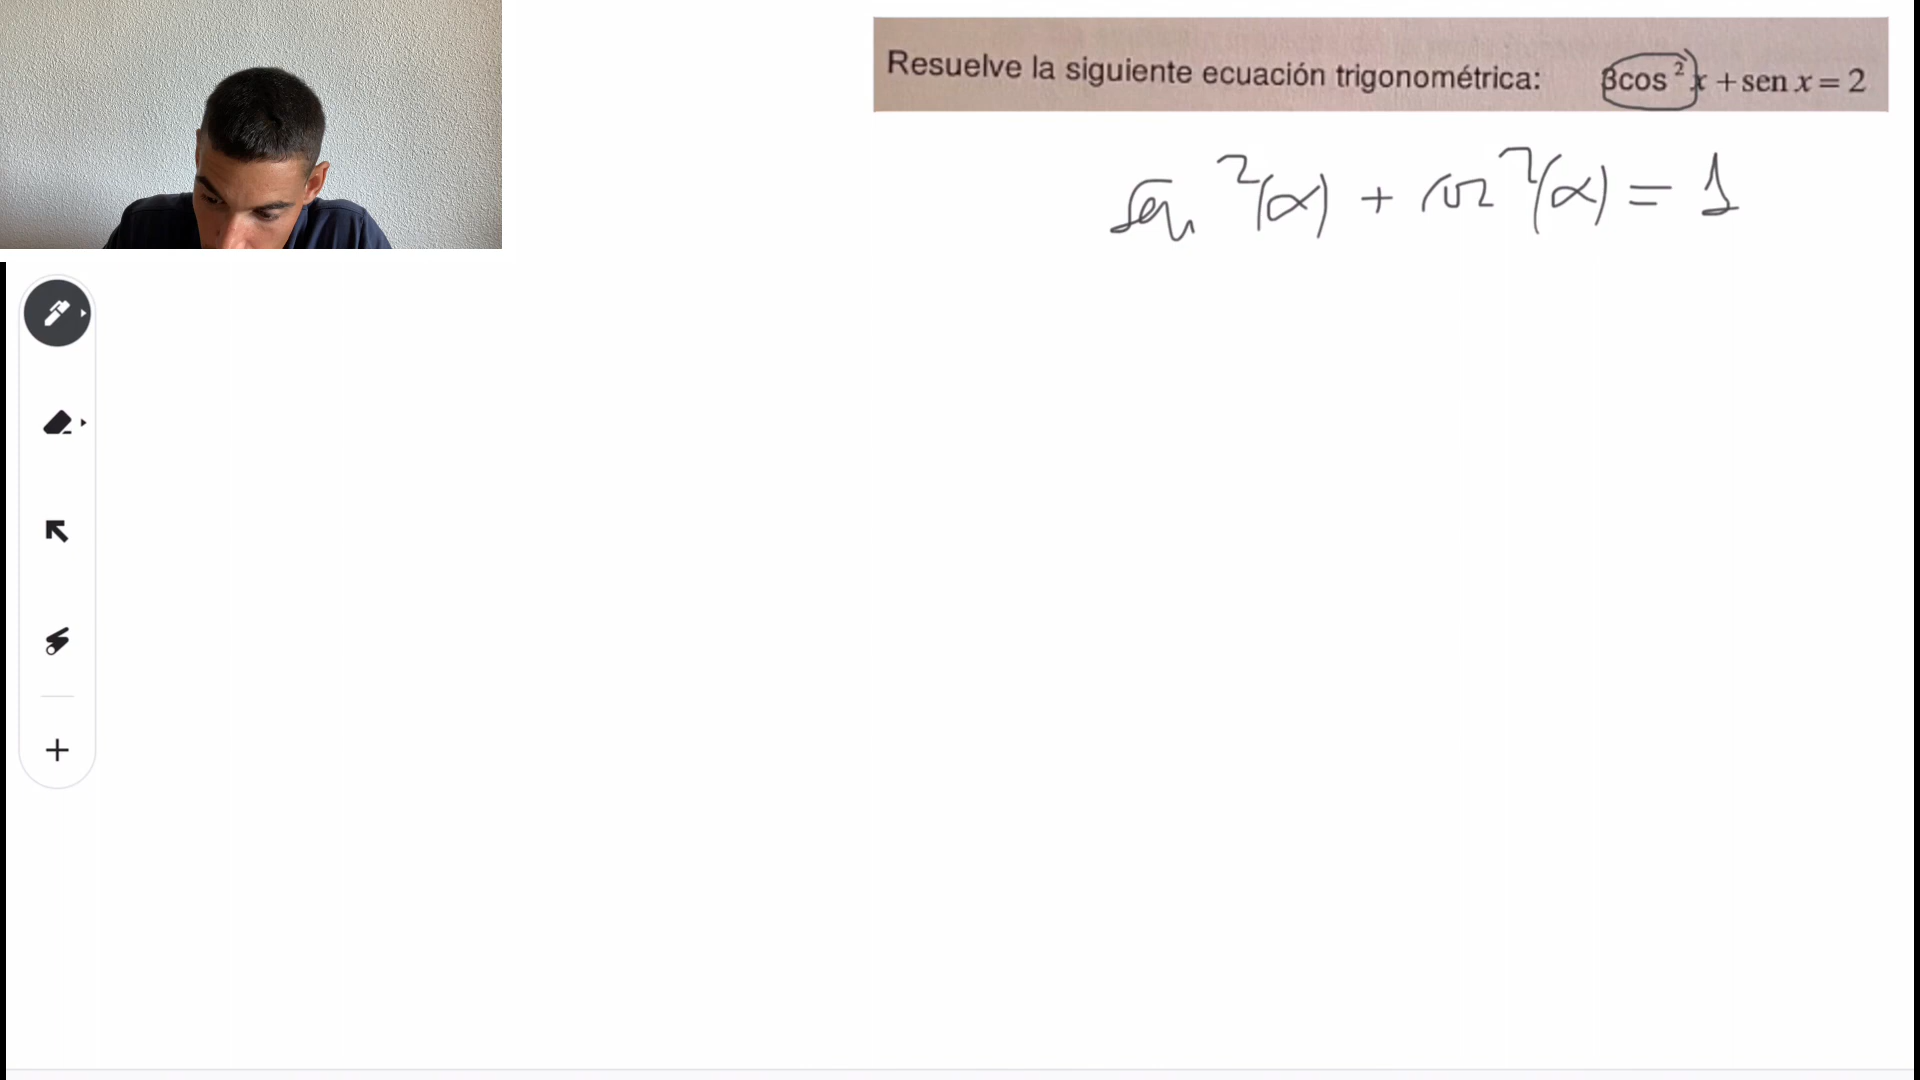 Resuelve la siguiente ecuación trigonométrica: 3cos²x + sen x = 2
sen²(α) + cos²(α) = 1